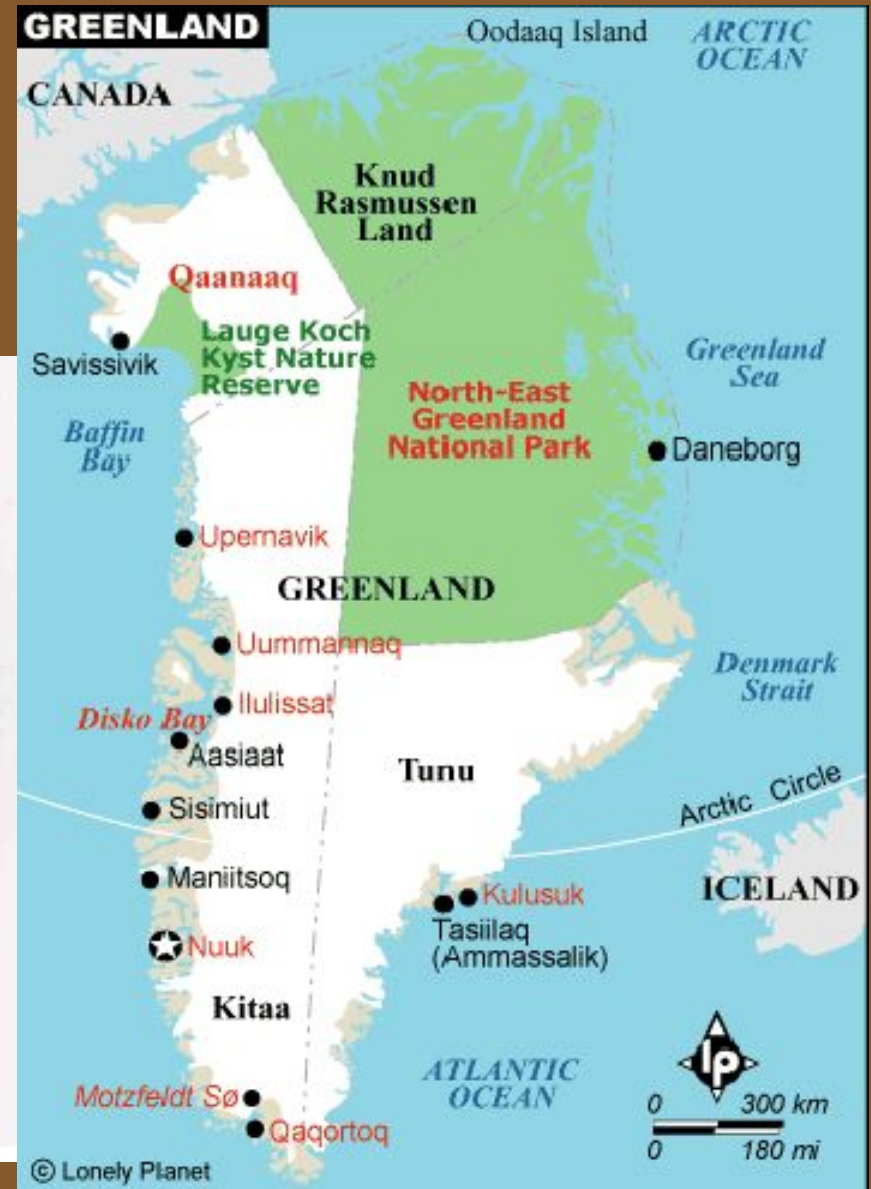 GREENLAND
Oodaaq Island
ARCTIC
OCEAN
CANADA
Knud
Rasmussen
Land
Qaanaaq
Lauge Koch
Kyst Nature
Reserve
Savissivik
Greenland
Sea
North-East
Greenland
National Park
Baffin
Bay
Daneborg
Upernavik
GREENLAND
Uummannaq
Denmark
Strait
Ilulissat
Disko Bay
Aasiaat
Tunu
Arctic Circle
Sisimiut
Maniitsoq
ICELAND
Kulusuk
Tasiilaq
(Ammassalik)
Nuuk
Kitaa
lp
ATLANTIC
OCEAN
Motzfeldt Sø
0 300 km
Qaqortoq
0 180 mi
© Lonely Planet